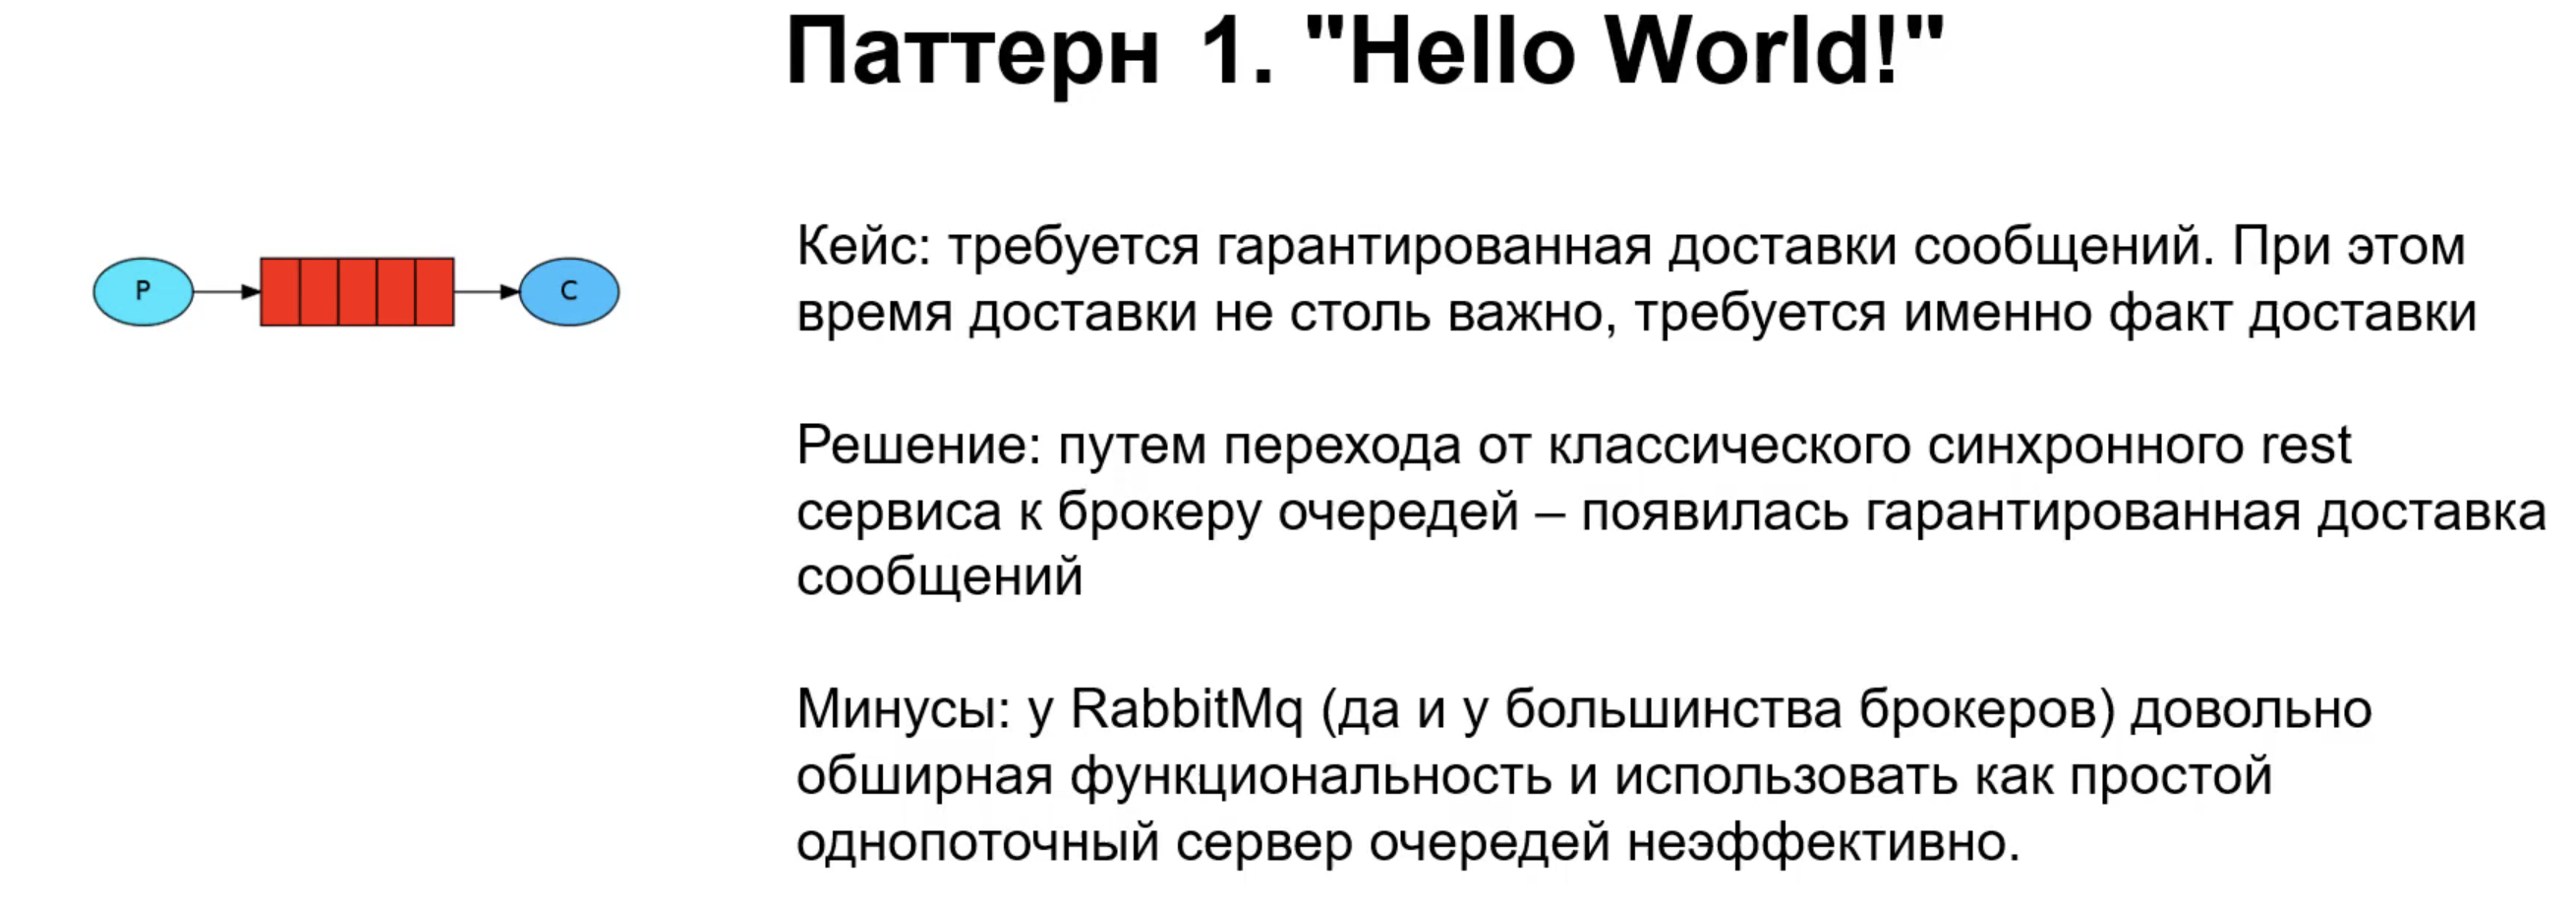 Паттерн 1. "Hello World!"
P
C
Кейс: требуется гарантированная доставки сообщений. При этом
время доставки не столь важно, требуется именно факт доставки
Решение: путем перехода от классического синхронного rest
сервиса к брокеру очередей – появилась гарантированная доставка
сообщений
Минусы: у RabbitMq (да и у большинства брокеров) довольно
обширная функциональность и использовать как простой
однопоточный сервер очередей неэффективно.